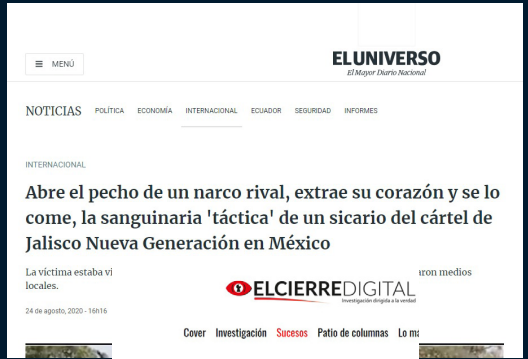 MENÚ
EL UNIVERSO
El Mayor Diario Nacional
NOTICIAS POLÍTICA ECONOMÍA INTERNACIONAL ECUADOR SEGURIDAD INFORMES
INTERNACIONAL
Abre el pecho de un narco rival, extrae su corazón y se lo
come, la sanguinaria 'táctica' de un sicario del cártel de
Jalisco Nueva Generación en México
La víctima estaba vi
medios
locales.
ELCIERREDIGITAL
Investigación dirigida a la verdad
24 de agosto, 2020 - 16h16
Cover Investigación Sucesos Patio de columnas Lo